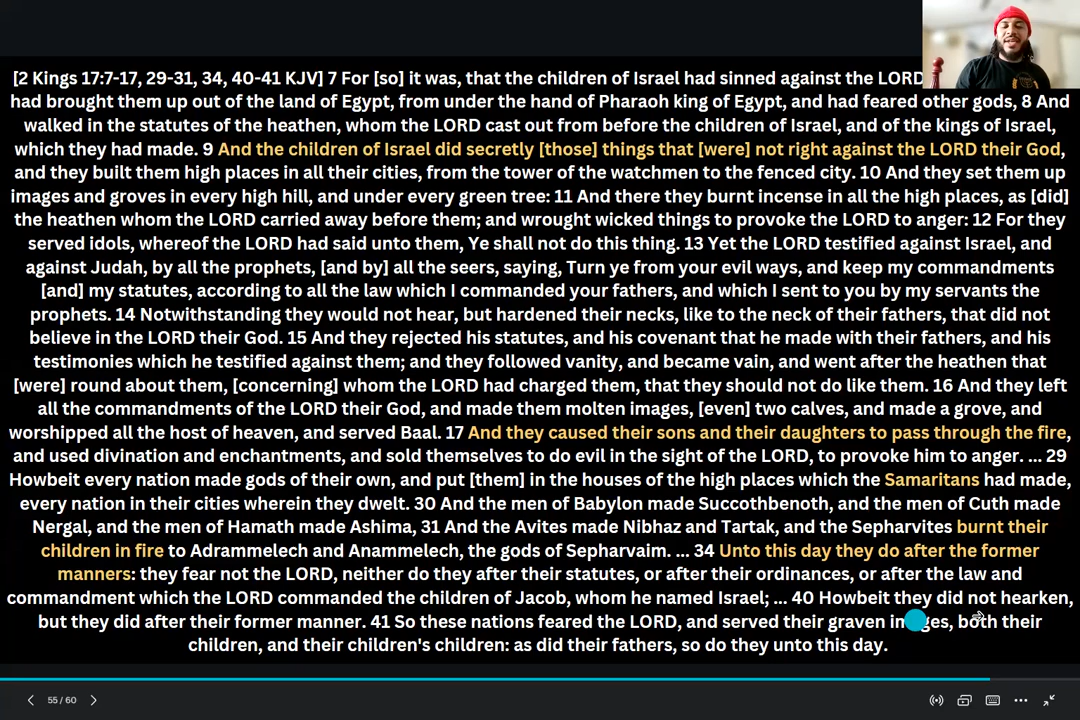 [2 Kings 17:7-17, 29-31, 34, 40-41 KJV] 7 For [so] it was, that the children of Israel had sinned against the LORD
had brought them up out of the land of Egypt, from under the hand of Pharaoh king of Egypt, and had feared other gods, 8 And
walked in the statutes of the heathen, whom the LORD cast out from before the children of Israel, and of the kings of Israel,
which they had made. 9 And the children of Israel did secretly [those] things that [were] not right against the LORD their God,
and they built them high places in all their cities, from the tower of the watchmen to the fenced city. 10 And they set them up
images and groves in every high hill, and under every green tree: 11 And there they burnt incense in all the high places, as [did]
the heathen whom the LORD carried away before them; and wrought wicked things to provoke the LORD to anger: 12 For they
served idols, whereof the LORD had said unto them, Ye shall not do this thing. 13 Yet the LORD testified against Israel, and
against Judah, by all the prophets, [and by] all the seers, saying, Turn ye from your evil ways, and keep my commandments
[and] my statutes, according to all the law which I commanded your fathers, and which I sent to you by my servants the
prophets. 14 Notwithstanding they would not hear, but hardened their necks, like to the neck of their fathers, that did not
believe in the LORD their God. 15 And they rejected his statutes, and his covenant that he made with their fathers, and his
testimonies which he testified against them; and they followed vanity, and became vain, and went after the heathen that
[were] round about them, [concerning] whom the LORD had charged them, that they should not do like them. 16 And they left
all the commandments of the LORD their God, and made them molten images, [even] two calves, and made a grove, and
worshipped all the host of heaven, and served Baal. 17 And they caused their sons and their daughters to pass through the fire,
and used divination and enchantments, and sold themselves to do evil in the sight of the LORD, to provoke him to anger. ... 29
Howbeit every nation made gods of their own, and put [them] in the houses of the high places which the Samaritans had made,
every nation in their cities wherein they dwelt. 30 And the men of Babylon made Succothbenoth, and the men of Cuth made
Nergal, and the men of Hamath made Ashima, 31 And the Avites made Nibhaz and Tartak, and the Sepharvites burnt their
children in fire to Adrammelech and Anammelech, the gods of Sepharvaim. ... 34 Unto this day they do after the former
manners: they fear not the LORD, neither do they after their statutes, or after their ordinances, or after the law and
commandment which the LORD commanded the children of Jacob, whom he named Israel; ... 40 Howbeit they did not hearken,
but they did after their former manner. 41 So these nations feared the LORD, and served their graven images, both their
children, and their children's children: as did their fathers, so do they unto this day.
55 / 60